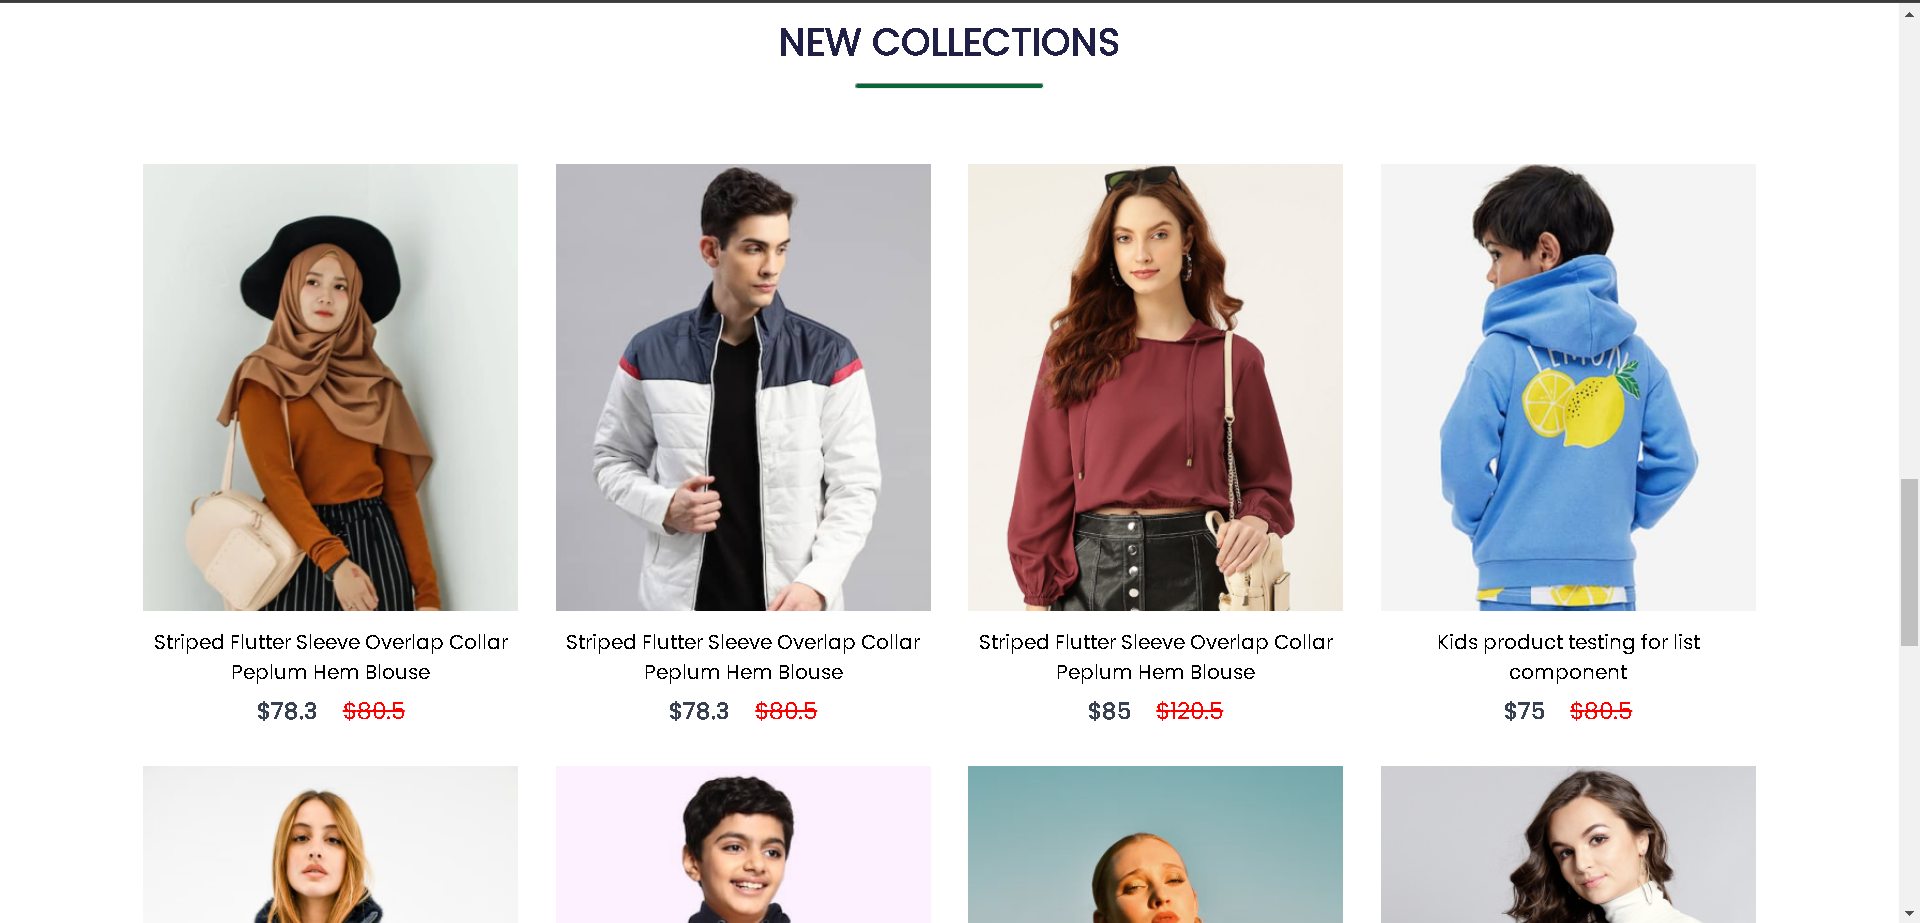 NEW COLLECTIONS
LEMON
Striped Flutter Sleeve Overlap Collar
Peplum Hem Blouse
$78.3 $80.5
Striped Flutter Sleeve Overlap Collar
Peplum Hem Blouse
$78.3 $80.5
Striped Flutter Sleeve Overlap Collar
Peplum Hem Blouse
$85 $120.5
Kids product testing for list
component
$75 $80.5